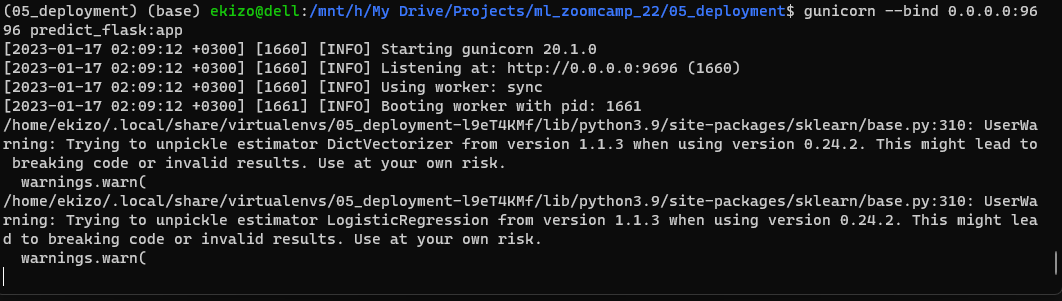 (05_deployment) (base) ekizo@dell:/mnt/h/My Drive/Projects/ml_zoomcamp_22/05_deployment$ gunicorn --bind 0.0.0.0:96
96 predict_flask:app
[2023-01-17 02:09:12 +0300] [1660] [INFO] Starting gunicorn 20.1.0
[2023-01-17 02:09:12 +0300] [1660] [INFO] Listening at: http://0.0.0.0:9696 (1660)
[2023-01-17 02:09:12 +0300] [1660] [INFO] Using worker: sync
[2023-01-17 02:09:12 +0300] [1661] [INFO] Booting worker with pid: 1661
/home/ekizo/.local/share/virtualenvs/05_deployment-l9eT4KMf/lib/python3.9/site-packages/sklearn/base.py:310: UserWa
rning: Trying to unpickle estimator DictVectorizer from version 1.1.3 when using version 0.24.2. This might lead to
 breaking code or invalid results. Use at your own risk.
  warnings.warn(
/home/ekizo/.local/share/virtualenvs/05_deployment-l9eT4KMf/lib/python3.9/site-packages/sklearn/base.py:310: UserWa
rning: Trying to unpickle estimator LogisticRegression from version 1.1.3 when using version 0.24.2. This might lea
d to breaking code or invalid results. Use at your own risk.
  warnings.warn(